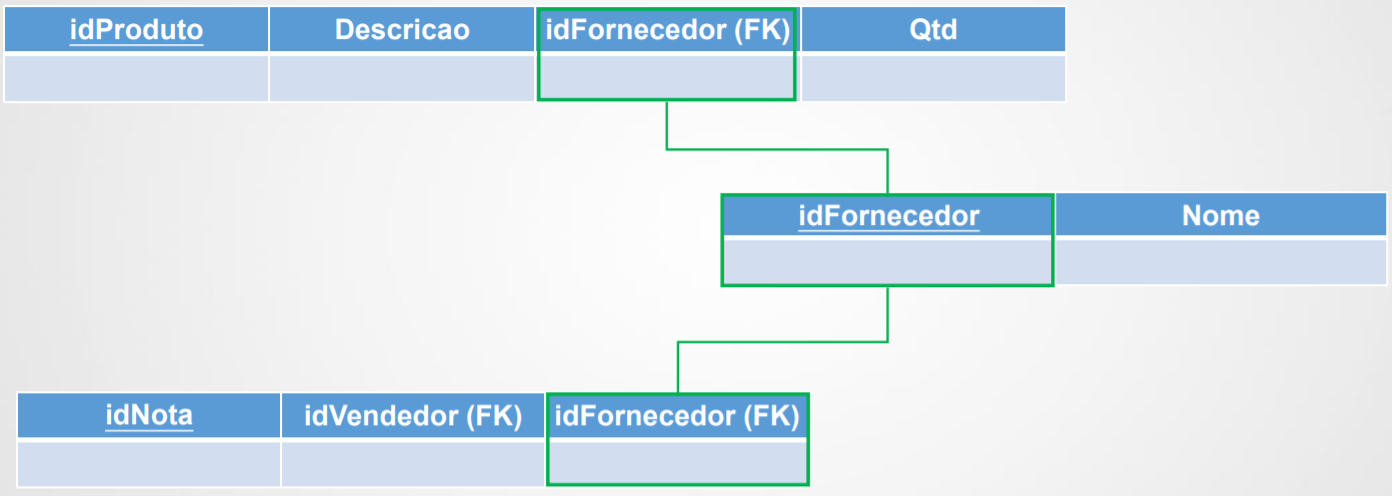 idProduto Descricao idFornecedor (FK) Qtd
idFornecedor Nome
idNota idVendedor (FK) idFornecedor (FK)